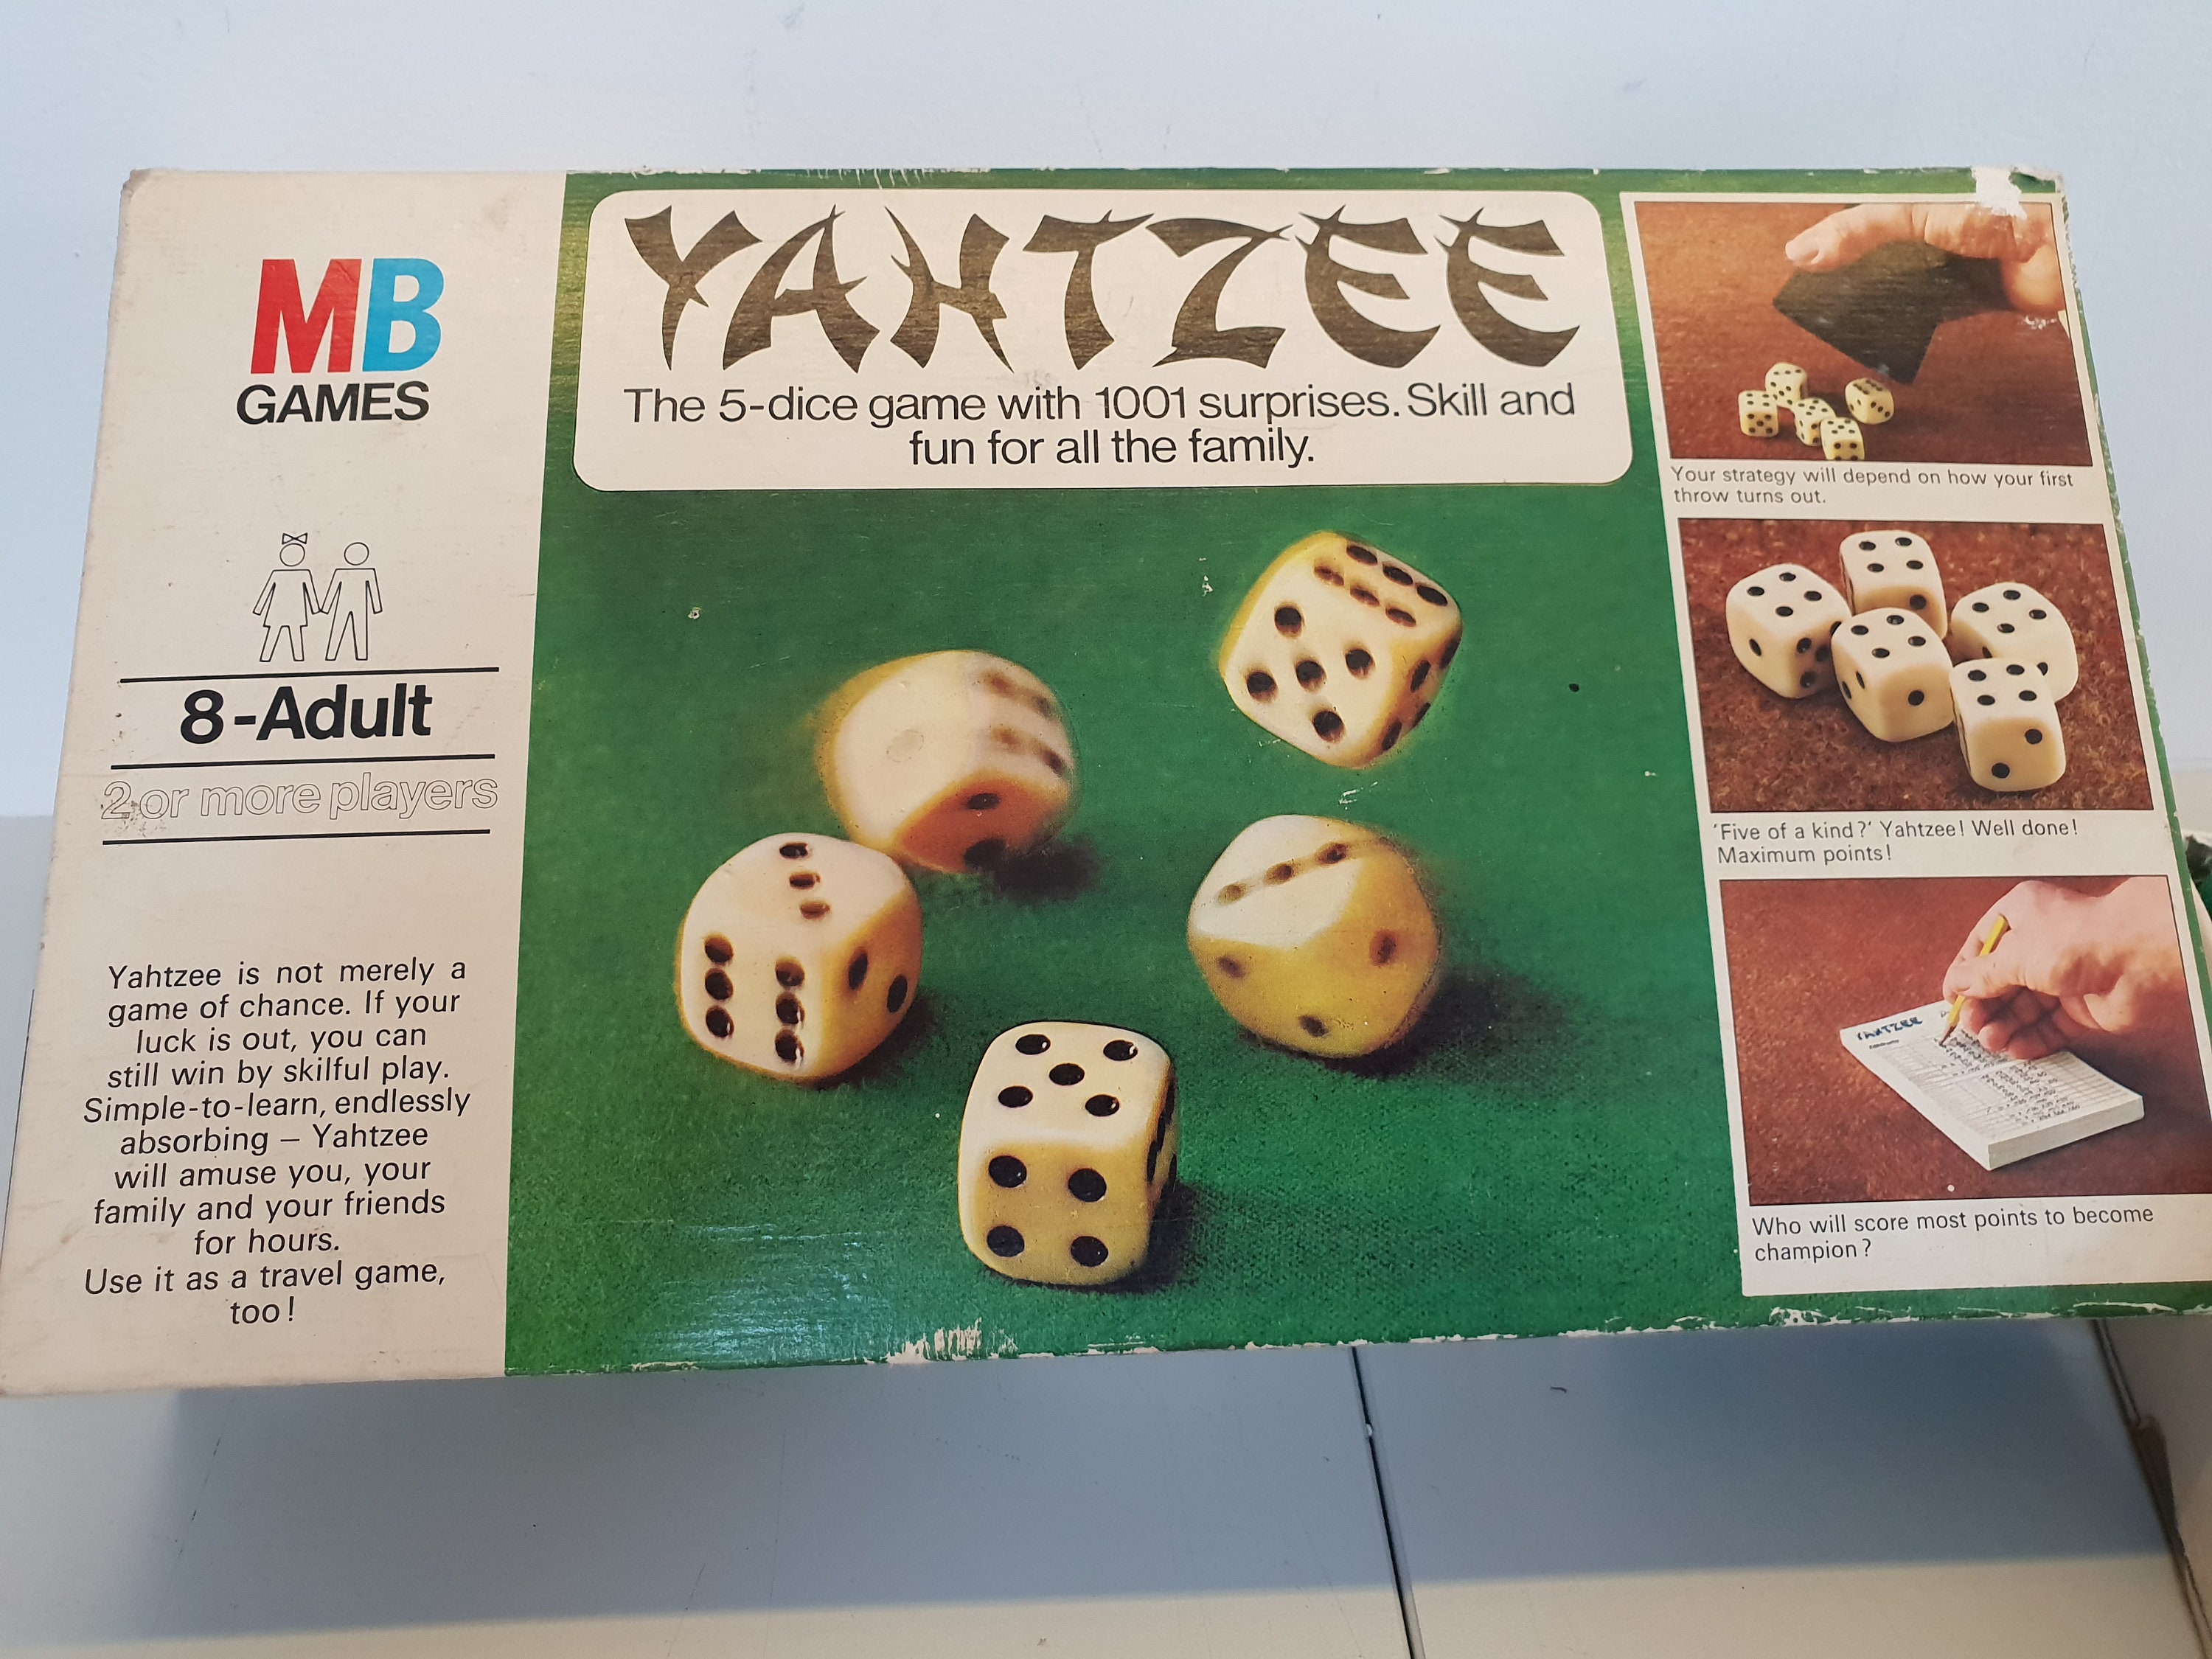 MB
GAMES
8-Adult
2 or more players
Yahtzee is not merely a
game of chance. If your
luck is out, you can
still win by skilful play.
Simple-to-learn, endlessly
absorbing – Yahtzee
will amuse you, your
family and your friends
for hours.
Use it as a travel game,
too!
YAHTZEE
The 5-dice game with 1001 surprises. Skill and
fun for all the family.
Your strategy will depend on how your first
throw turns out.
'Five of a kind?' Yahtzee! Well done!
Maximum points!
YAHTZEE
Who will score most points to become
champion?